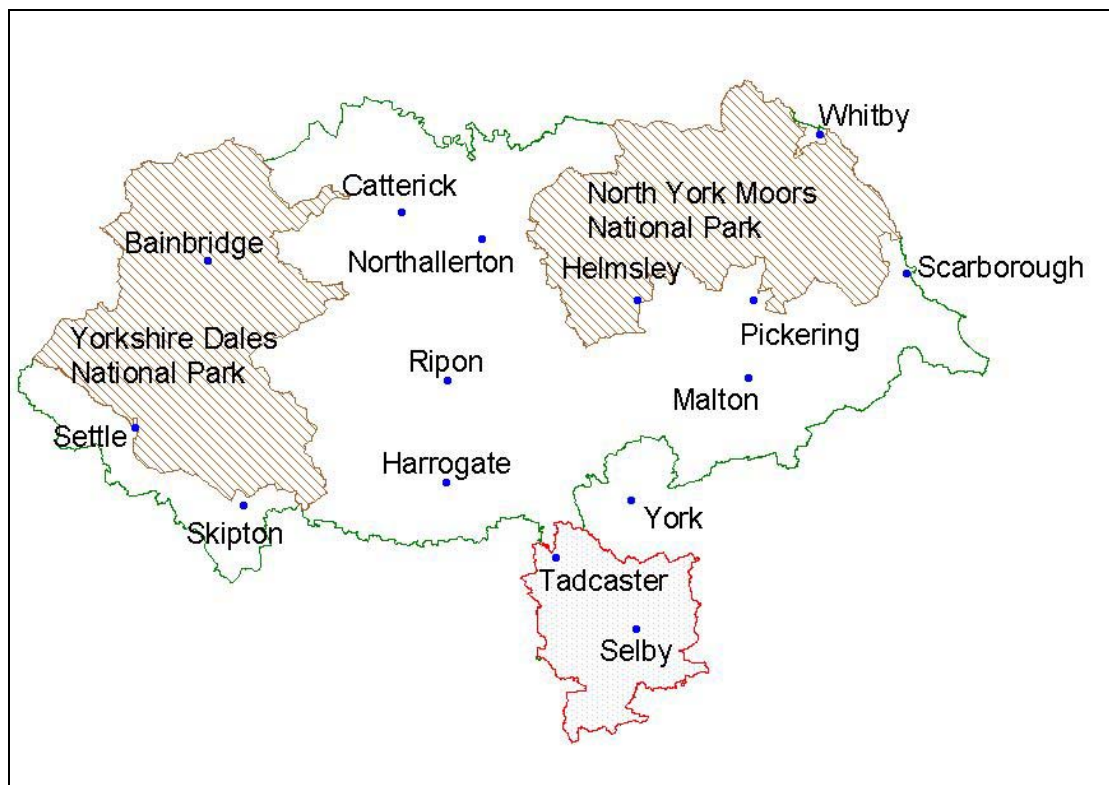 Whitby
Catterick
North York Moors
National Park
Bainbridge
Northallerton
Helmsley
Scarborough
Yorkshire Dales
National Park
Pickering
Ripon
Malton
Settle
Harrogate
Skipton
York
Tadcaster
Selby